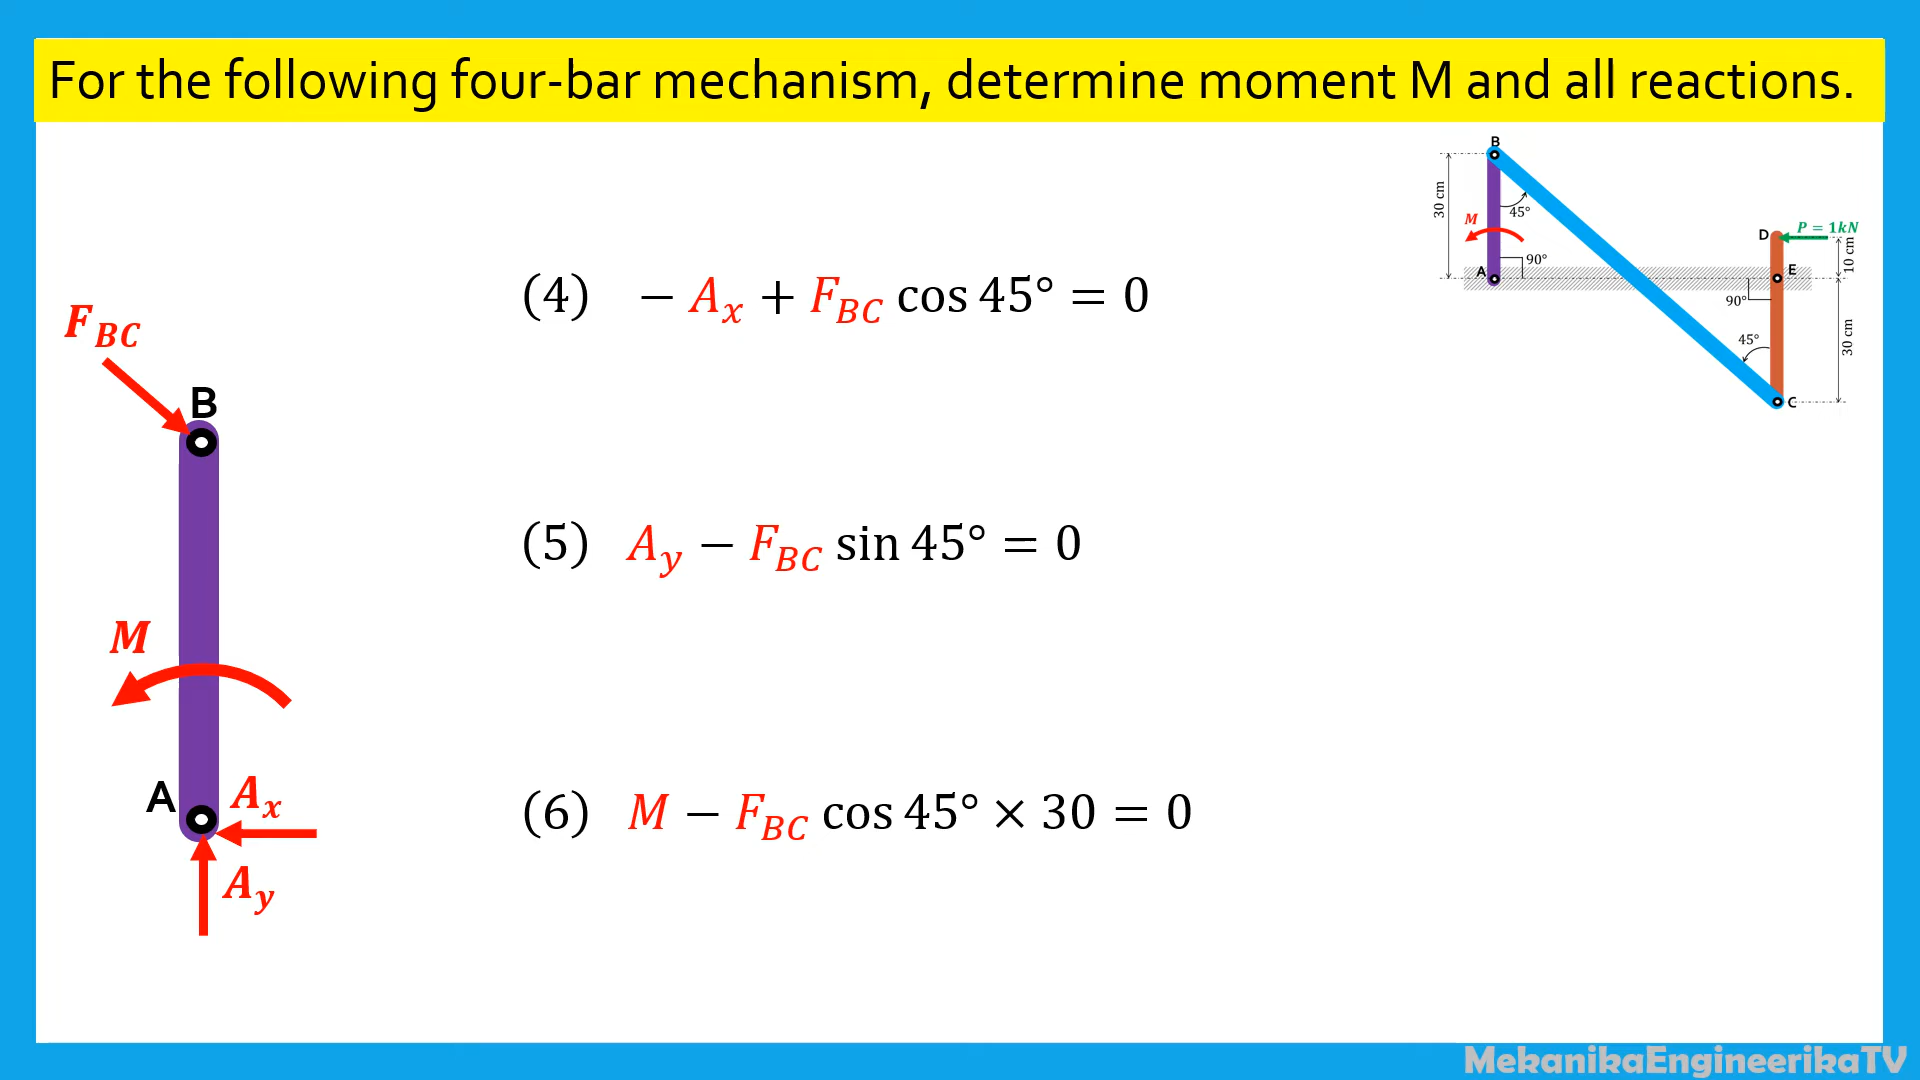 For the following four-bar mechanism, determine moment M and all reactions.
B
30 cm
45°
M
A
90°
D
P = 1kN
10 cm
E
90°
45°
30 cm
C
F_BC
B
M
A
A_x
A_y
(4) − A_x + F_BC cos 45° = 0
(5) A_y − F_BC sin 45° = 0
(6) M − F_BC cos 45° × 30 = 0
MekanikaEngineerikaTV